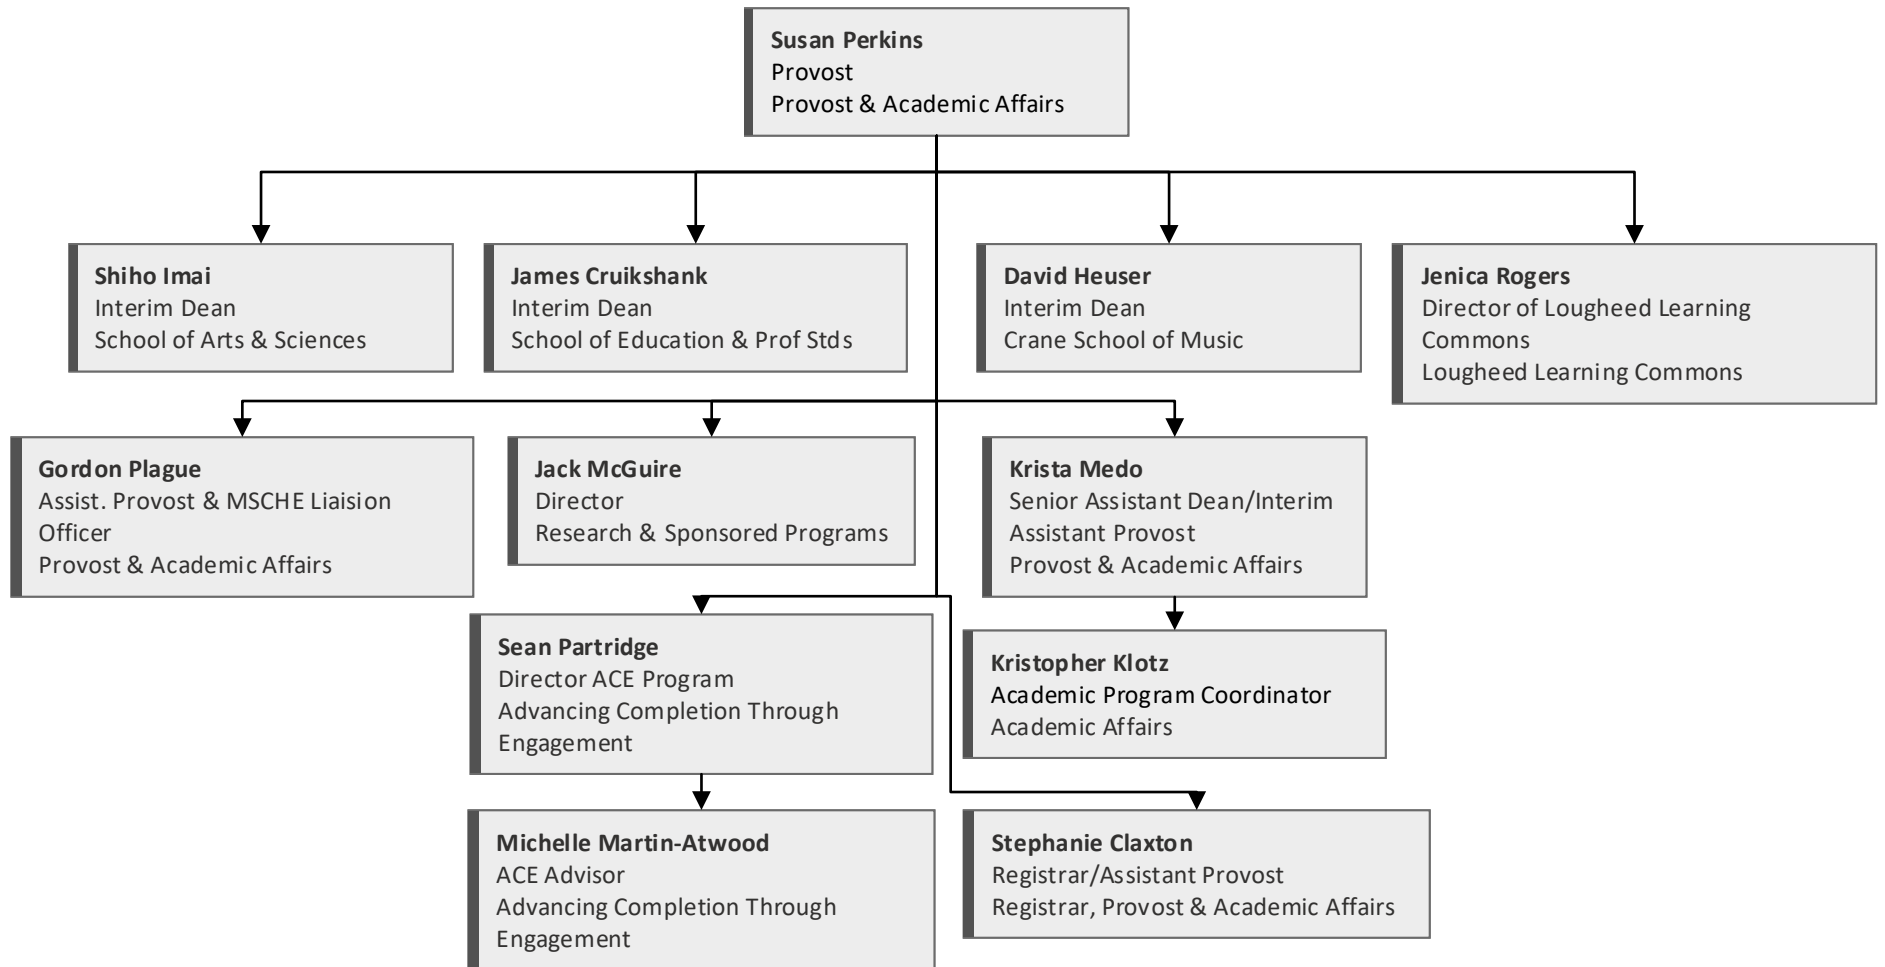 Susan Perkins
Provost
Provost & Academic Affairs
Shiho Imai
Interim Dean
School of Arts & Sciences
James Cruikshank
Interim Dean
School of Education & Prof Stds
David Heuser
Interim Dean
Crane School of Music
Jenica Rogers
Director of Lougheed Learning
Commons
Lougheed Learning Commons
Gordon Plague
Assist. Provost & MSCHE Liaision
Officer
Provost & Academic Affairs
Jack McGuire
Director
Research & Sponsored Programs
Krista Medo
Senior Assistant Dean/Interim
Assistant Provost
Provost & Academic Affairs
Sean Partridge
Director ACE Program
Advancing Completion Through
Engagement
Kristopher Klotz
Academic Program Coordinator
Academic Affairs
Michelle Martin-Atwood
ACE Advisor
Advancing Completion Through
Engagement
Stephanie Claxton
Registrar/Assistant Provost
Registrar, Provost & Academic Affairs